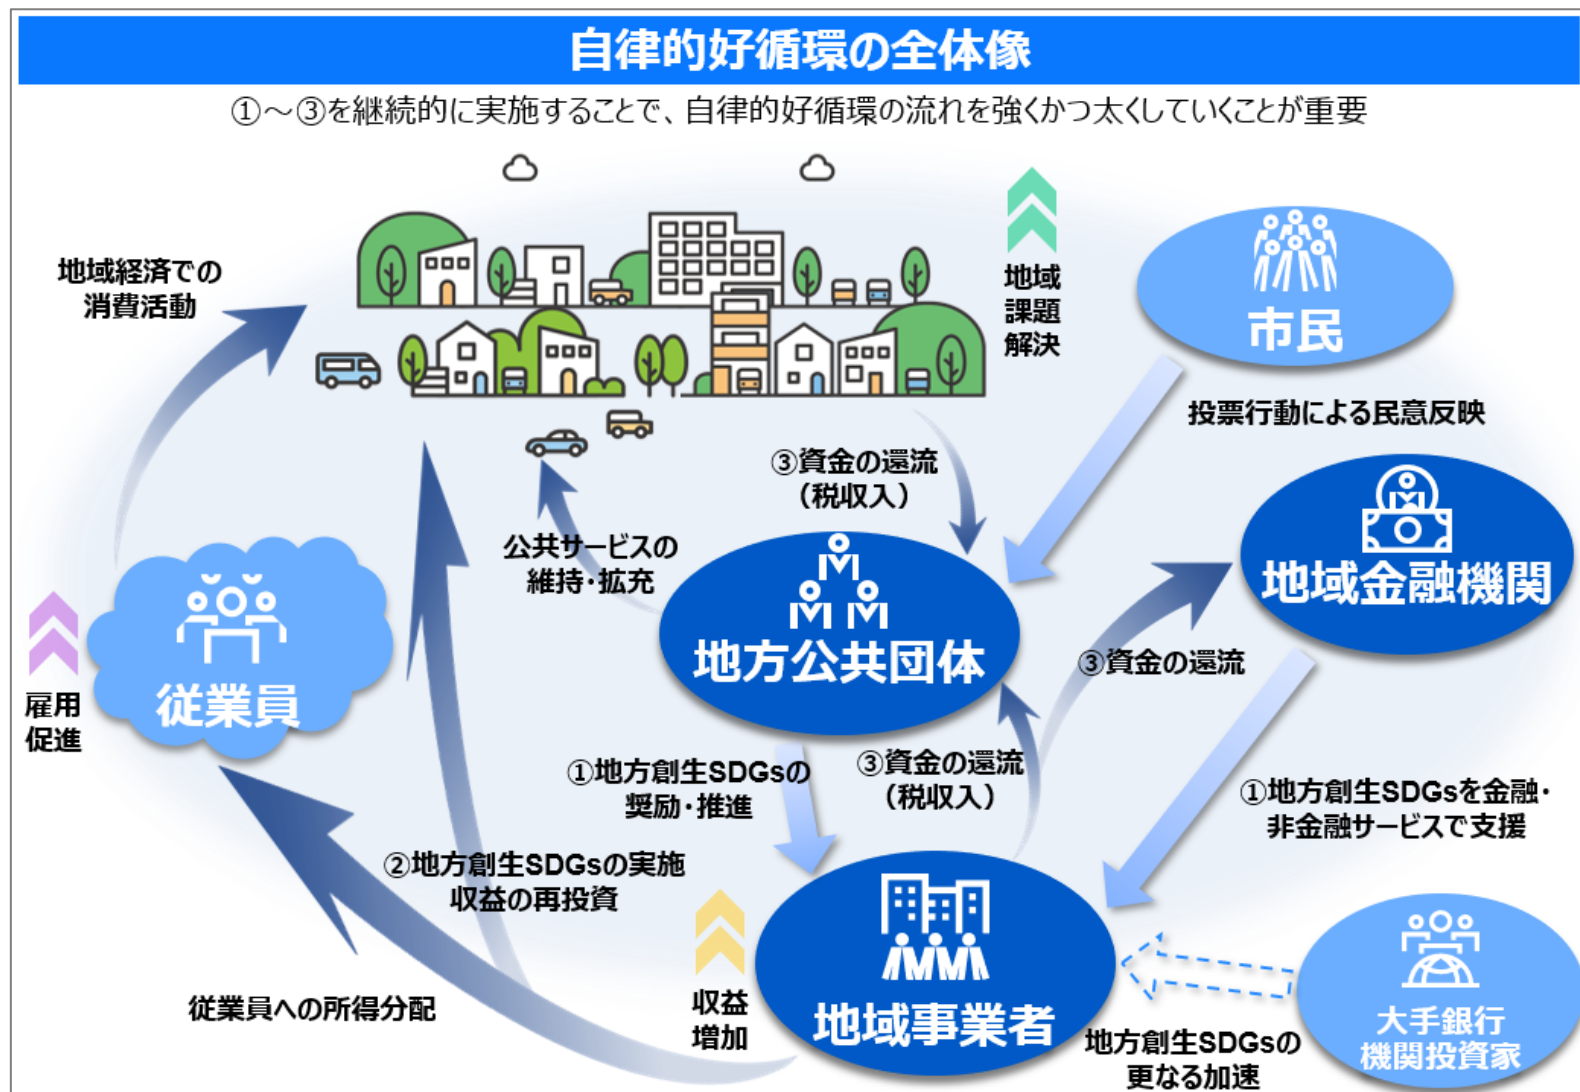 自律的好循環の全体像
①～③を継続的に実施することで、自律的好循環の流れを強くかつ太くしていくことが重要
地域経済での
消費活動
地域
課題
解決
市民
投票行動による民意反映
③資金の還流
（税収入）
公共サービスの
維持・拡充
地方公共団体
地域金融機関
③資金の還流
従業員
雇用
促進
①地方創生SDGsの
奨励・推進
③資金の還流
（税収入）
①地方創生SDGsを金融・
非金融サービスで支援
②地方創生SDGsの実施
収益の再投資
従業員への所得分配
収益
増加
地域事業者
地方創生SDGsの
更なる加速
大手銀行
機関投資家